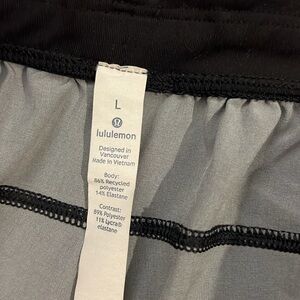 L
lululemon
Designed in
Vancouver
Made in Vietnam
Body:
86% Recycled
polyester
14% Elastane
Contrast:
89% Polyester
11% Lycra®
elastane